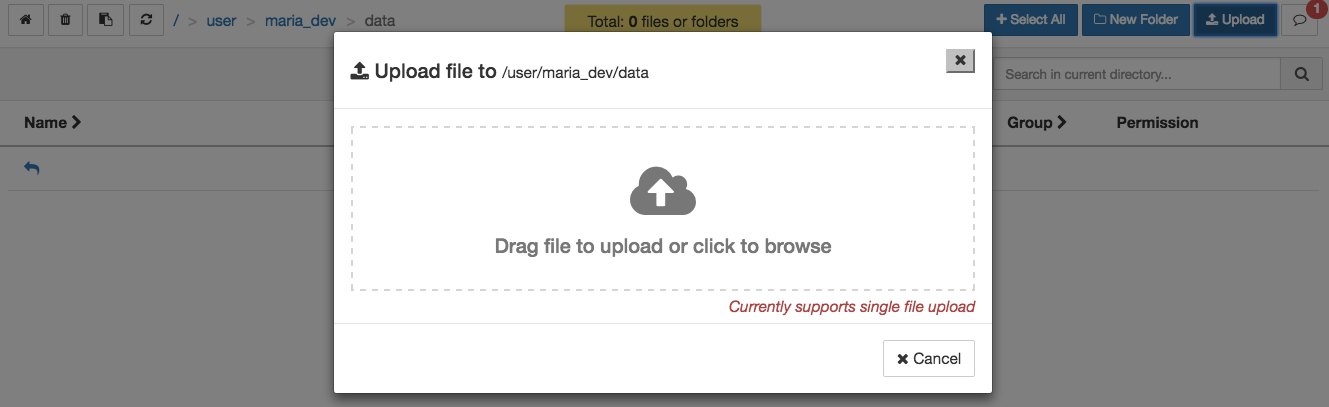 / > user > maria_dev > data
Total: 0 files or folders
Select All
New Folder
Upload
1
Upload file to /user/maria_dev/data
Search in current directory...
Name
Group
Permission
Drag file to upload or click to browse
Currently supports single file upload
Cancel